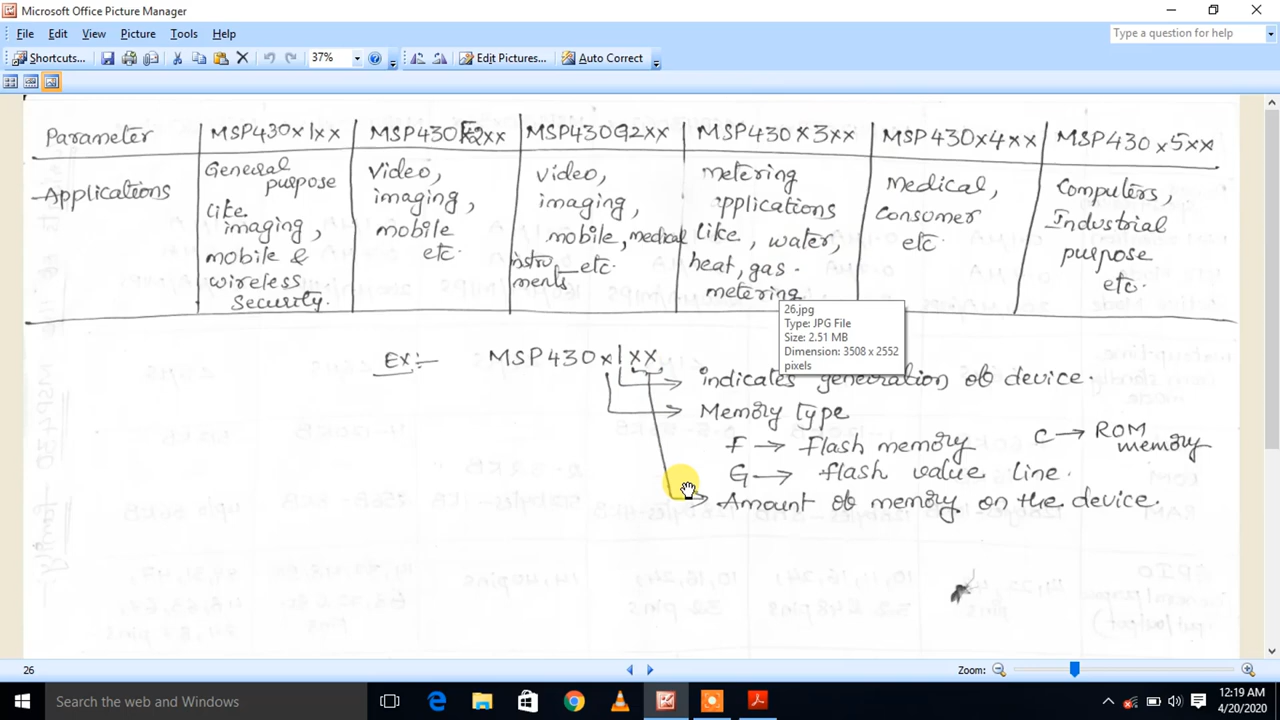 Microsoft Office Picture Manager
File Edit View Picture Tools Help
Type a question for help
Shortcuts... 37% Edit Pictures... Auto Correct
Parameter MSP430x1xx MSP430F2xx MSP430G2xx MSP430x3xx MSP430x4xx MSP430x5xx
Applications
General purpose
like imaging,
mobile &
wireless
security.
video,
imaging,
mobile
etc.
video,
imaging,
mobile, medical
instruments etc.
metering
applications
like, water,
heat, gas.
metering
Medical,
consumer
etc
Computers,
Industrial
purpose
etc.
26.jpg
Type: JPG File
Size: 2.51 MB
Dimension: 3508 x 2552
pixels
Ex:- MSP430x1xx
indicates generation of device.
Memory type
F → Flash memory
C → ROM
memory
G → flash value line.
Amount of memory on the device.
26
Zoom:
Search the web and Windows
12:19 AM
4/20/2020